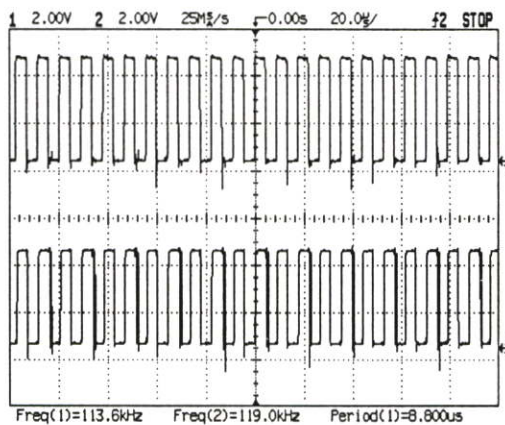 1 2.00V 2 2.00V 25MS/s 0.00s 20.0µs/ f2 STOP
Freq(1)=113.6kHz Freq(2)=119.0kHz Period(1)=8.800us